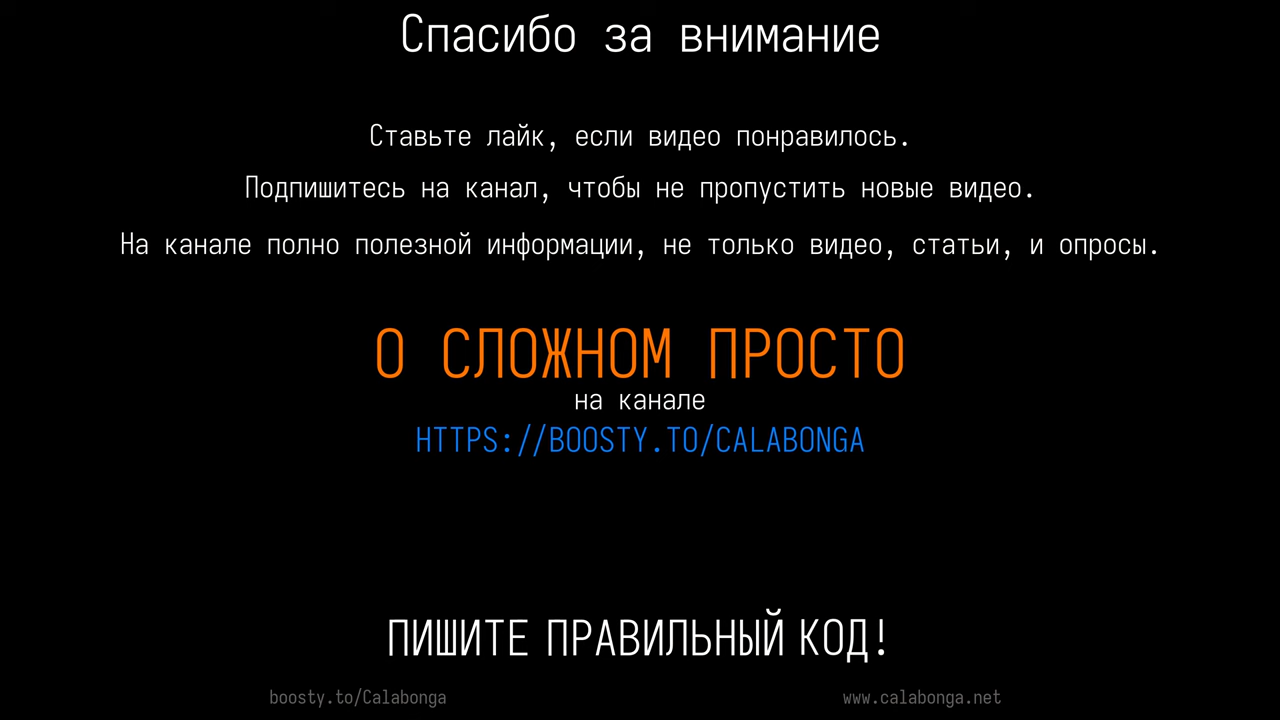 Спасибо за внимание
Ставьте лайк, если видео понравилось.
Подпишитесь на канал, чтобы не пропустить новые видео.
На канале полно полезной информации, не только видео, статьи, и опросы.
О СЛОЖНОМ ПРОСТО
на канале
HTTPS://BOOSTY.TO/CALABONGA
ПИШИТЕ ПРАВИЛЬНЫЙ КОД!
boosty.to/Calabonga
www.calabonga.net